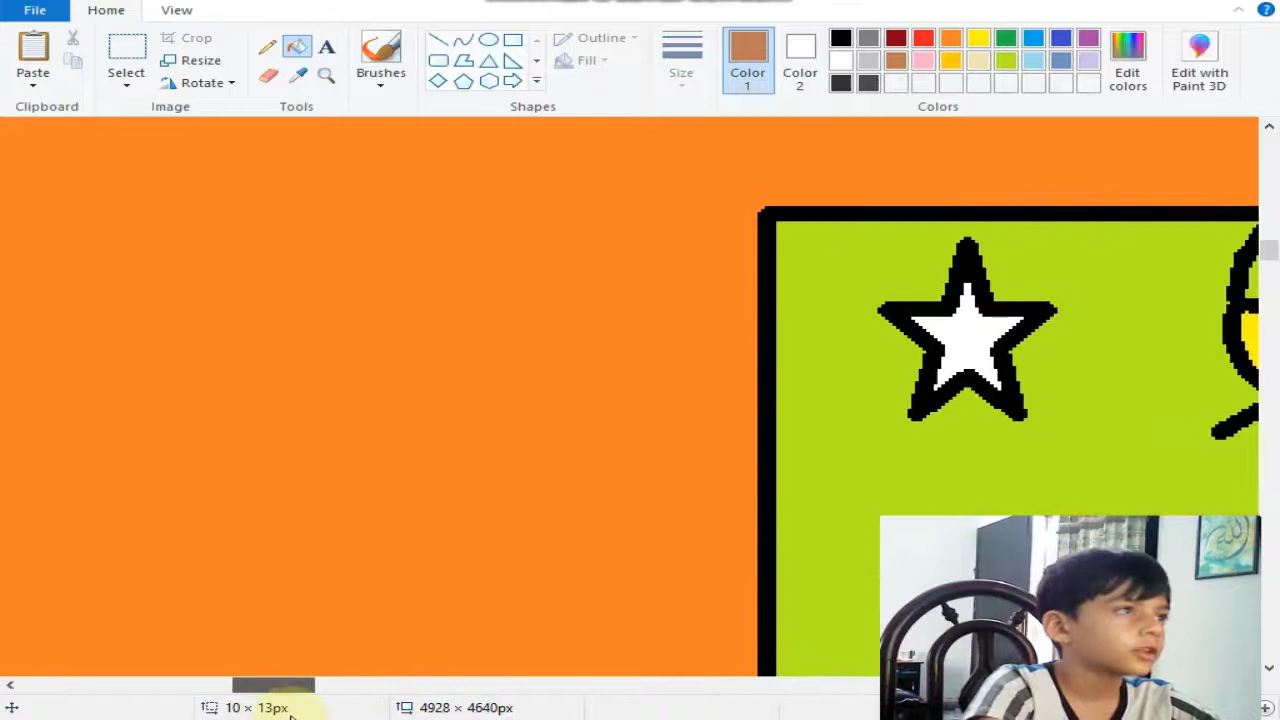 File Home View
Paste
Clipboard
Select
Crop
Resize
Rotate
Image
A
Tools
Brushes
Outline
Fill
Shapes
Size
Color
1
Color
2
Edit
colors
Colors
Edit with
Paint 3D
?
10 × 13px
4928 × 4640px
الله